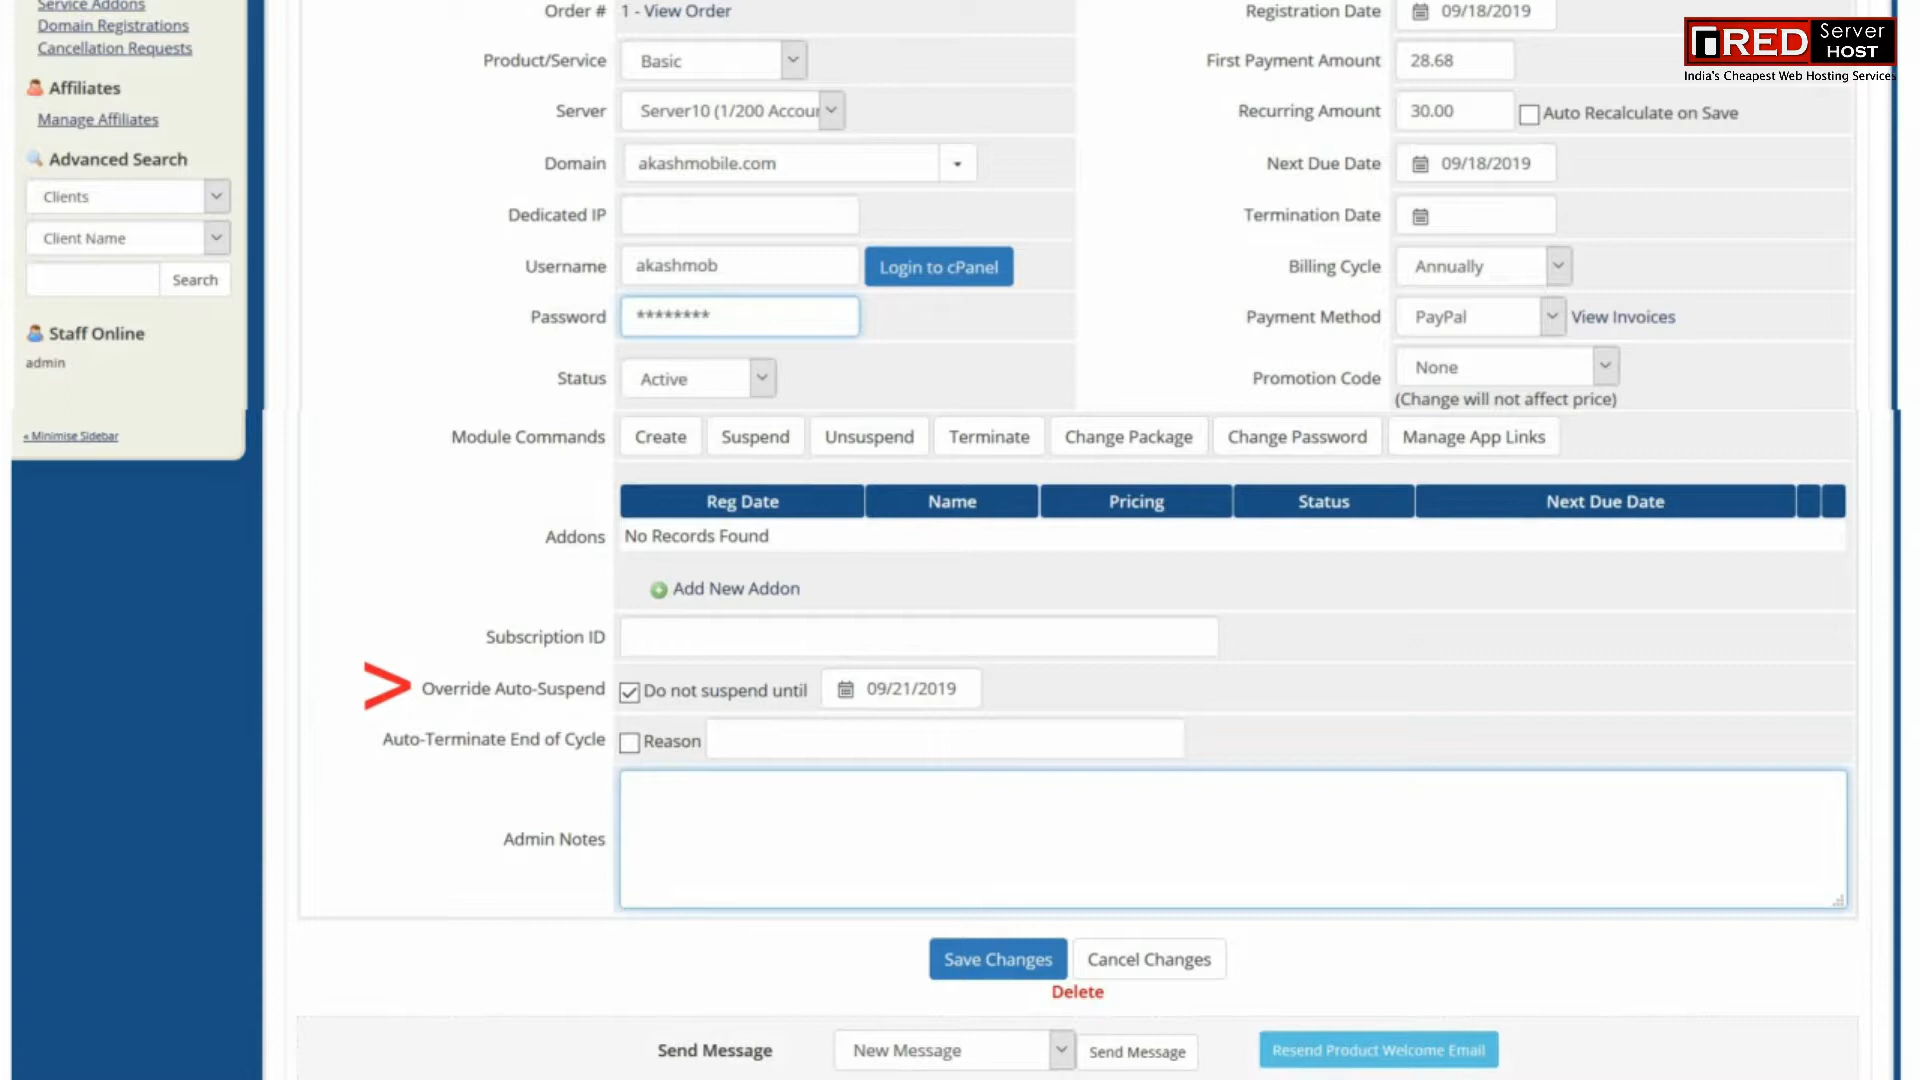 Service Addons
Domain Registrations
Cancellation Requests
Affiliates
Manage Affiliates
Advanced Search
Clients
Client Name
Search
Staff Online
admin
« Minimise Sidebar
Order # 1 - View Order
Registration Date 09/18/2019
Product/Service Basic
First Payment Amount 28.68
Server Server10 (1/200 Accour
Recurring Amount 30.00 Auto Recalculate on Save
Domain akashmobile.com
Next Due Date 09/18/2019
Dedicated IP
Termination Date
Username akashmob Login to cPanel
Billing Cycle Annually
Password ********
Payment Method PayPal View Invoices
Status Active
Promotion Code None
(Change will not affect price)
Module Commands Create Suspend Unsuspend Terminate Change Package Change Password Manage App Links
Reg Date Name Pricing Status Next Due Date
Addons No Records Found
Add New Addon
Subscription ID
> Override Auto-Suspend Do not suspend until 09/21/2019
Auto-Terminate End of Cycle Reason
Admin Notes
Save Changes Cancel Changes
Delete
Send Message New Message Send Message Resend Product Welcome Email
RED Server HOST
India's Cheapest Web Hosting Services